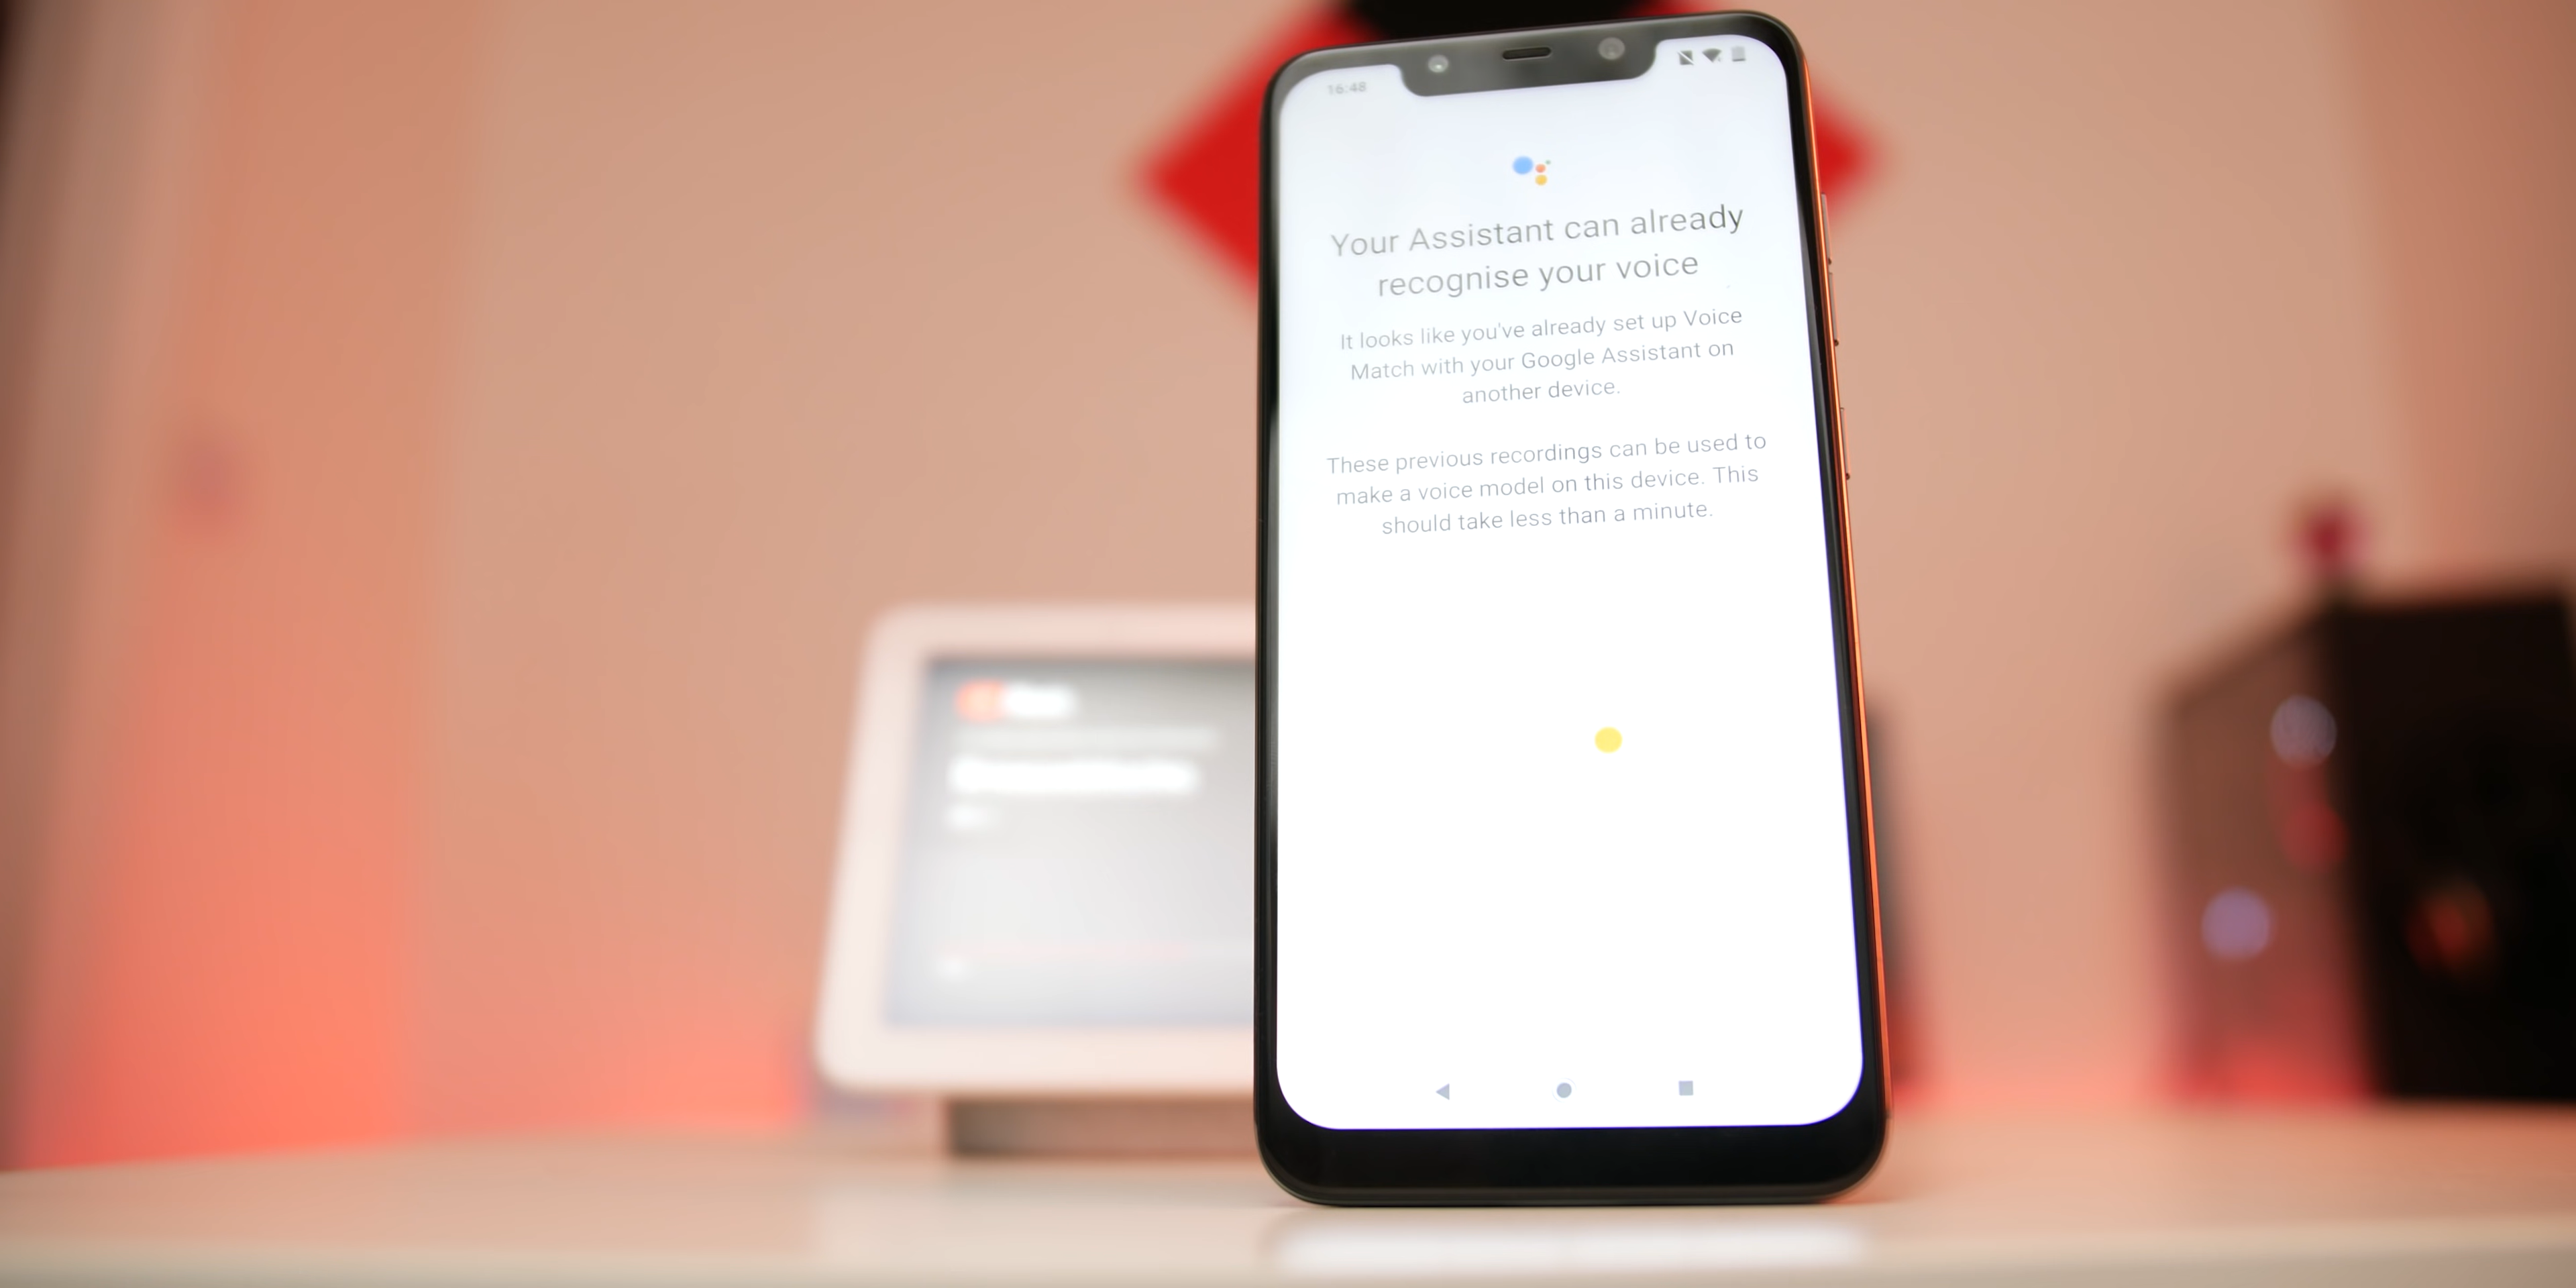 16:48
Your Assistant can already
recognise your voice
It looks like you've already set up Voice
Match with your Google Assistant on
another device.
These previous recordings can be used to
make a voice model on this device. This
should take less than a minute.